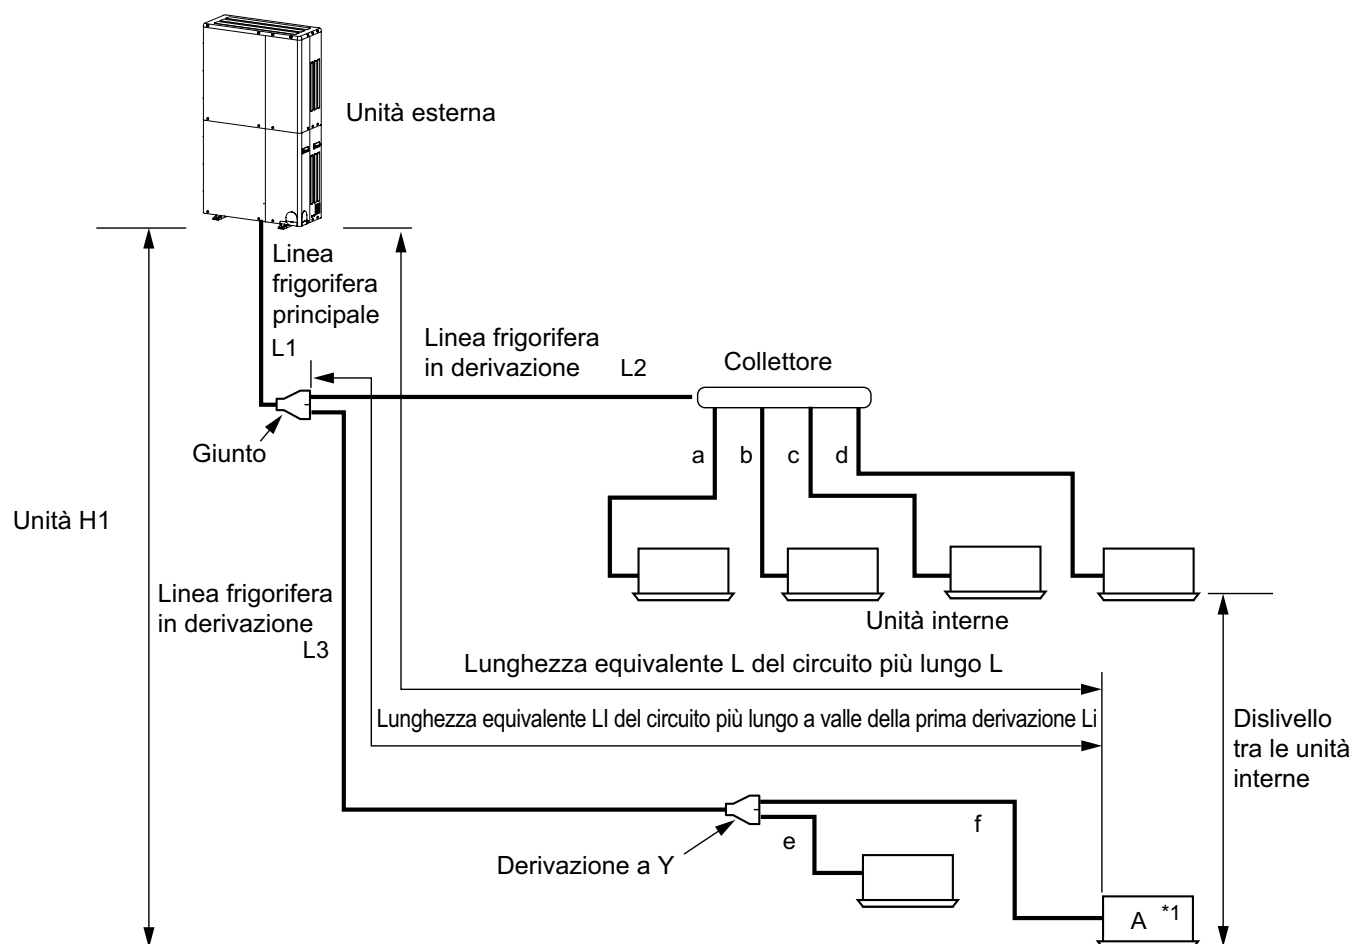 Unità esterna
Linea
frigorifera
principale
L1
Linea frigorifera
in derivazione
L2
Collettore
Giunto
a
b
c
d
Unità H1
Linea frigorifera
in derivazione
L3
Unità interne
Lunghezza equivalente L del circuito più lungo L
Lunghezza equivalente LI del circuito più lungo a valle della prima derivazione Li
Dislivello
tra le unità
interne
Derivazione a Y
e
f
A *1